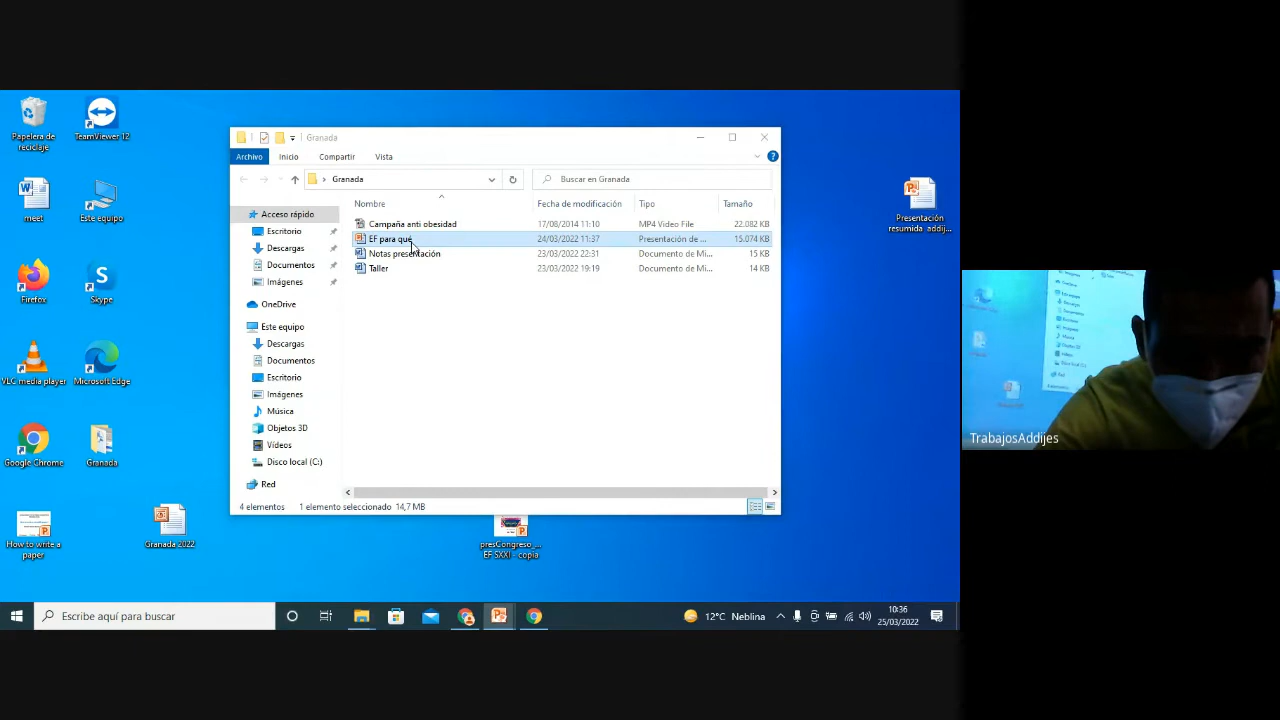 Papelera de
reciclaje
TeamViewer 12
meet
Este equipo
Firefox
Skype
VLC media player
Microsoft Edge
Google Chrome
Granada
How to write a
paper
Granada 2022
presCongreso_...
EF SXXI - copia
Presentación
resumida_addij...
Granada
Archivo Inicio Compartir Vista
Granada
Buscar en Granada
Nombre Fecha de modificación Tipo Tamaño
Campaña anti obesidad 17/08/2014 11:10 MP4 Video File 22.082 KB
EF para qué 24/03/2022 11:37 Presentación de ... 15.074 KB
Notas presentación 23/03/2022 22:31 Documento de Mi... 15 KB
Taller 23/03/2022 19:19 Documento de Mi... 14 KB
Acceso rápido
Escritorio
Descargas
Documentos
Imágenes
OneDrive
Este equipo
Descargas
Documentos
Escritorio
Imágenes
Música
Objetos 3D
Vídeos
Disco local (C:)
Red
4 elementos 1 elemento seleccionado 14,7 MB
Escribe aquí para buscar
12°C Neblina
10:36
25/03/2022
TrabajosAddijes